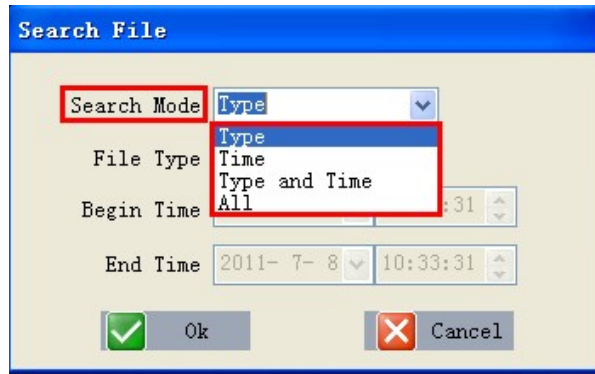 Search File
Search Mode Type
Type
File Type Time
Type and Time
Begin Time All :31
End Time 2011- 7- 8 10:33:31
Ok Cancel